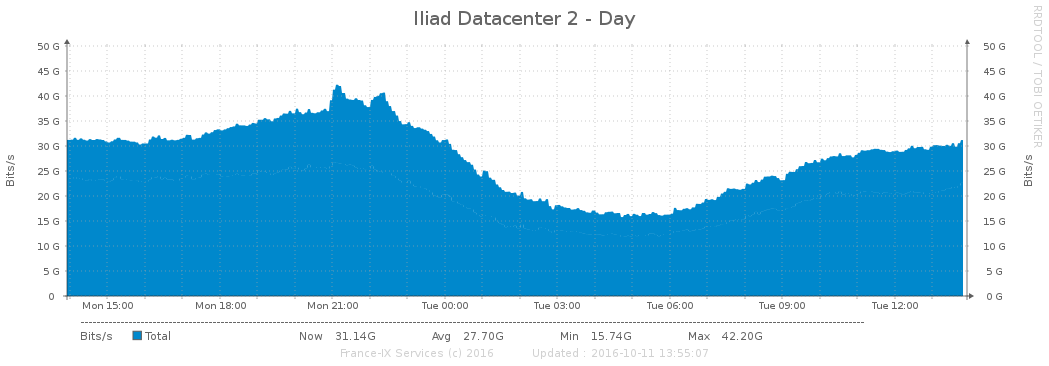 Iliad Datacenter 2 - Day
RRDTOOL / TOBI OETIKER
Bits/s
50 G 50 G
45 G 45 G
40 G 40 G
35 G 35 G
30 G 30 G
25 G 25 G
20 G 20 G
15 G 15 G
10 G 10 G
5 G 5 G
0 0 G
Bits/s
Mon 15:00 Mon 18:00 Mon 21:00 Tue 00:00 Tue 03:00 Tue 06:00 Tue 09:00 Tue 12:00
Bits/s Total Now 31.14G Avg 27.70G Min 15.74G Max 42.20G
France-IX Services (c) 2016 Updated : 2016-10-11 13:55:07